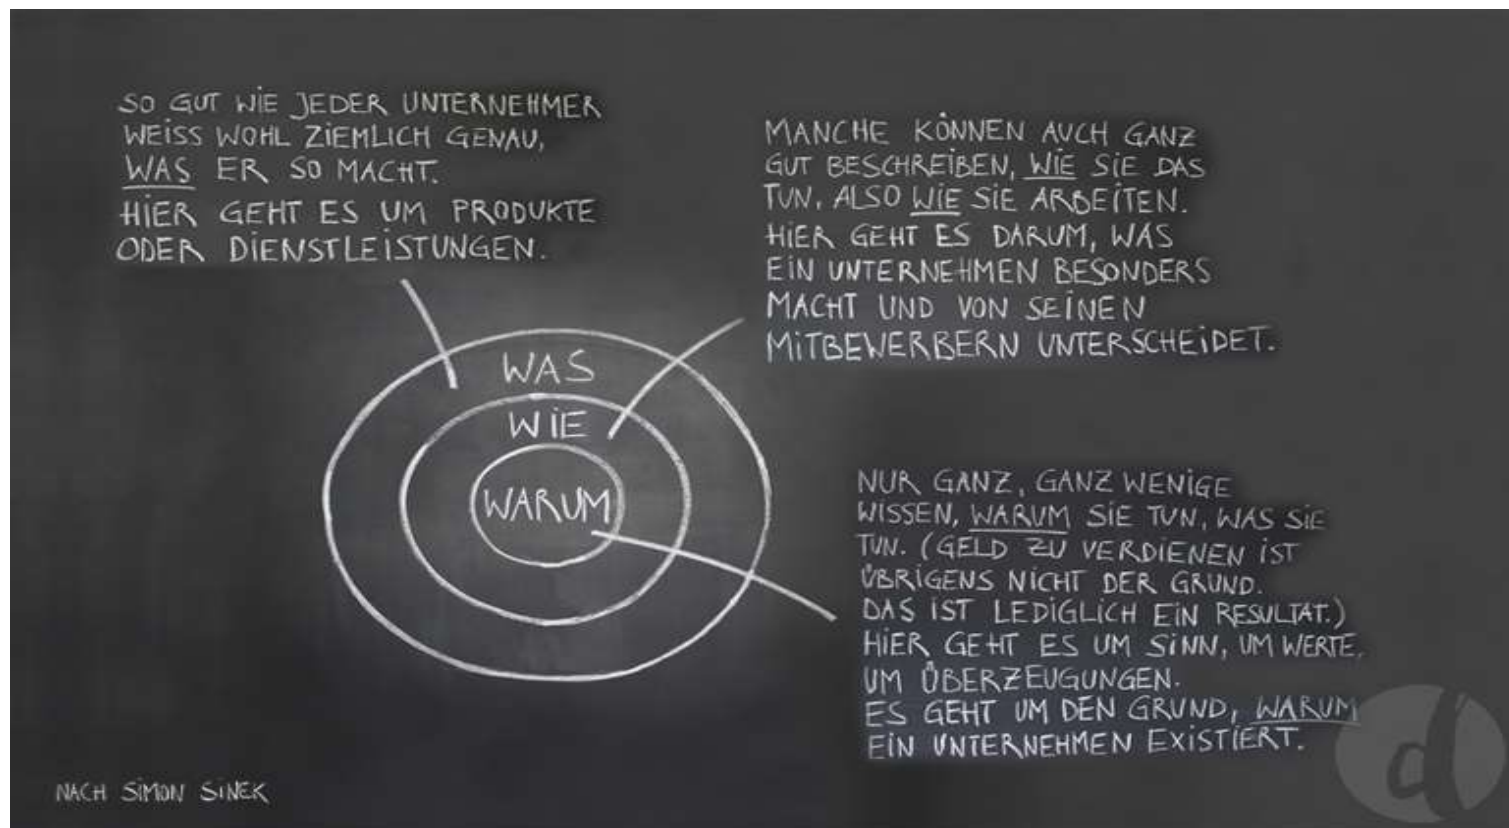 SO GUT WIE JEDER UNTERNEHMER
WEISS WOHL ZIEMLICH GENAU,
WAS ER SO MACHT.
HIER GEHT ES UM PRODUKTE
ODER DIENSTLEISTUNGEN.
MANCHE KÖNNEN AUCH GANZ
GUT BESCHREIBEN, WIE SIE DAS
TUN, ALSO WIE SIE ARBEITEN.
HIER GEHT ES DARUM, WAS
EIN UNTERNEHMEN BESONDERS
MACHT UND VON SEINEN
MITBEWERBERN UNTERSCHEIDET.
WAS
WIE
WARUM
NUR GANZ, GANZ WENIGE
WISSEN, WARUM SIE TUN, WAS SIE
TUN. (GELD ZU VERDIENEN IST
ÜBRIGENS NICHT DER GRUND.
DAS IST LEDIGLICH EIN RESULTAT.)
HIER GEHT ES UM SINN, UM WERTE,
UM ÜBERZEUGUNGEN.
ES GEHT UM DEN GRUND, WARUM
EIN UNTERNEHMEN EXISTIERT.
NACH SIMON SINEK
d